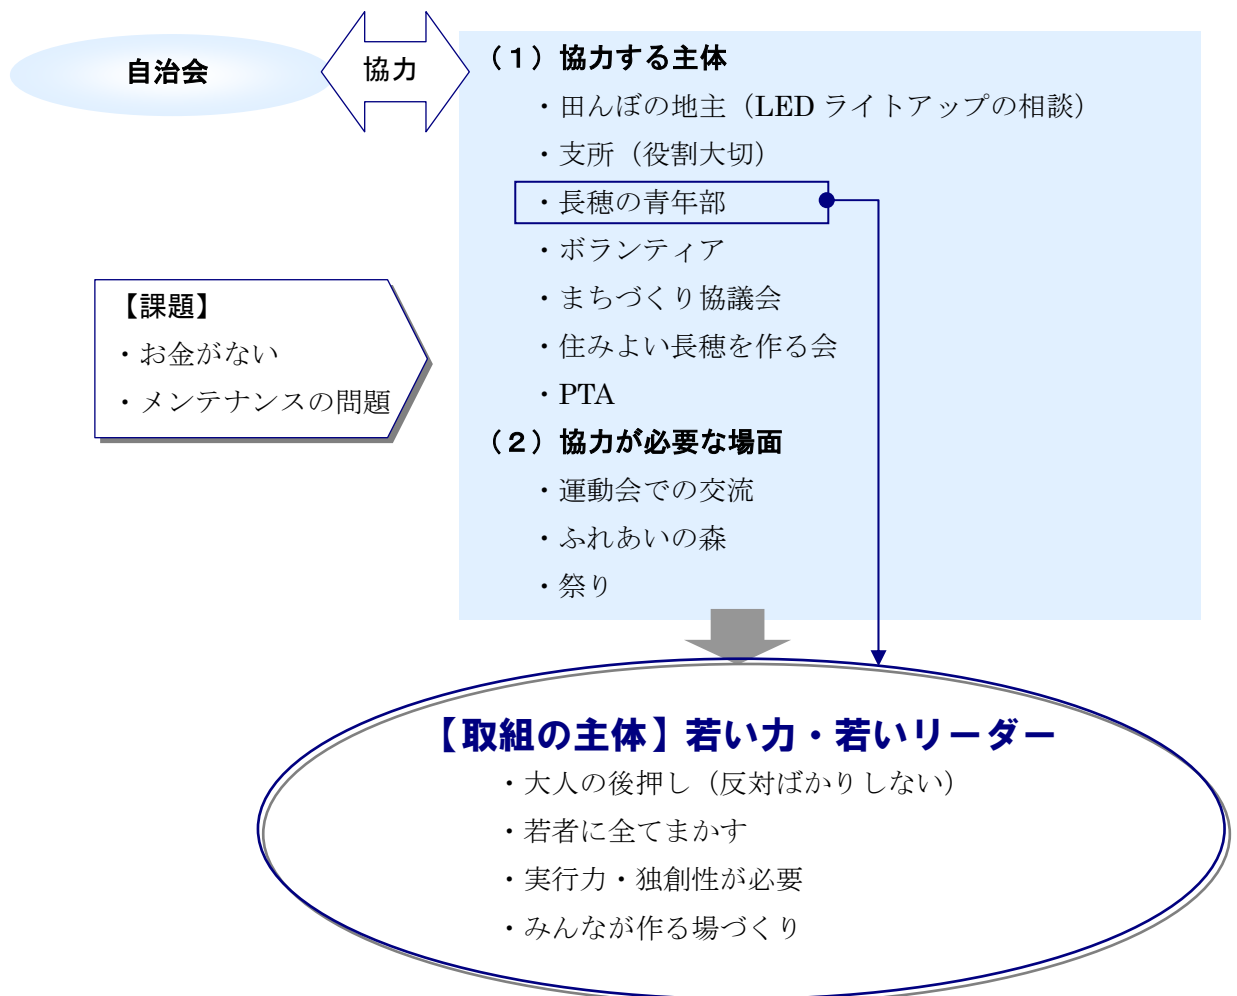 自治会
協力
（１）協力する主体
・田んぼの地主（LED ライトアップの相談）
・支所（役割大切）
・長穂の青年部
・ボランティア
・まちづくり協議会
・住みよい長穂を作る会
・PTA
【課題】
・お金がない
・メンテナンスの問題
（２）協力が必要な場面
・運動会での交流
・ふれあいの森
・祭り
【取組の主体】若い力・若いリーダー
・大人の後押し（反対ばかりしない）
・若者に全てまかす
・実行力・独創性が必要
・みんなが作る場づくり